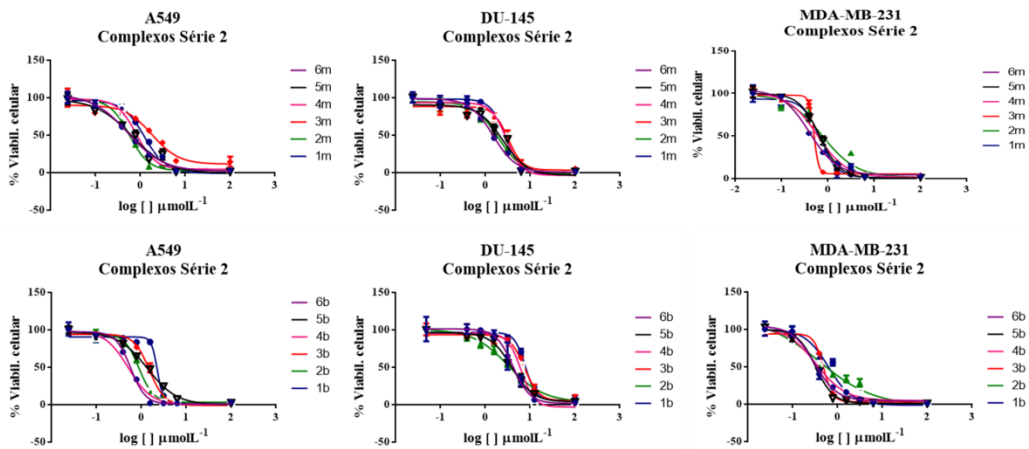 A549
Complexos Série 2
% Viabil. celular
150
100
50
0
-50
-1
0
1
2
3
log [ ] µmolL⁻¹
6m
5m
4m
3m
2m
1m
DU-145
Complexos Série 2
% Viabil. celular
150
100
50
0
-50
-1
0
1
2
3
log [ ] µmolL⁻¹
6m
5m
4m
3m
2m
1m
MDA-MB-231
Complexos Série 2
% Viabil. celular
150
100
50
0
-2
-1
0
1
2
3
log [ ] µmolL⁻¹
6m
5m
4m
3m
2m
1m
A549
Complexos Série 2
% Viabil. celular
150
100
50
0
-50
-1
0
1
2
3
log [ ] µmolL⁻¹
6b
5b
4b
3b
2b
1b
DU-145
Complexos Série 2
% Viabil. celular
150
100
50
0
-50
-1
0
1
2
3
log [ ] µmolL⁻¹
6b
5b
4b
3b
2b
1b
MDA-MB-231
Complexos Série 2
% Viabil. celular
150
100
50
0
-50
-1
0
1
2
3
log [ ] µmolL⁻¹
6b
5b
4b
3b
2b
1b